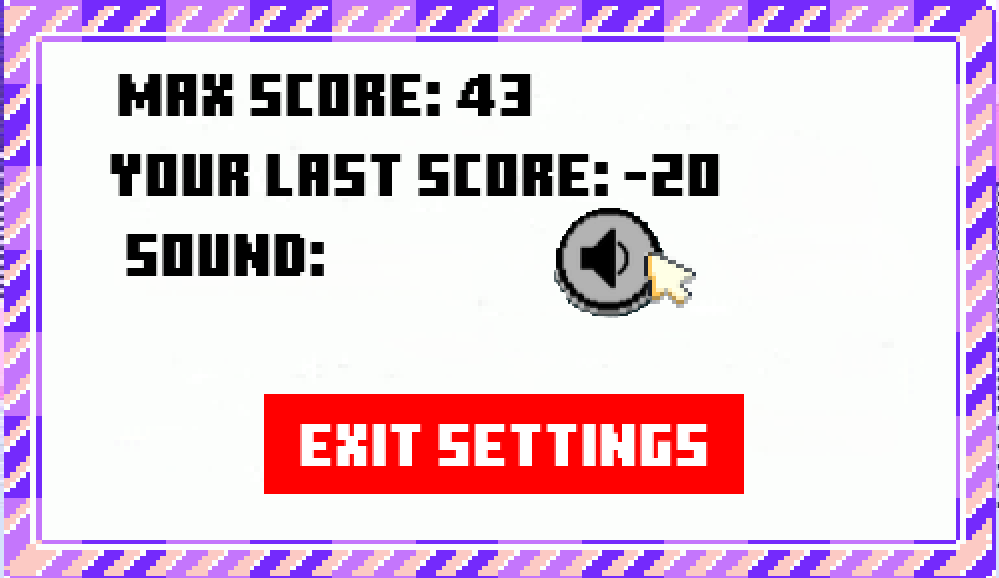 MAX SCORE: 43
YOUR LAST SCORE: -20
SOUND:
EXIT SETTINGS